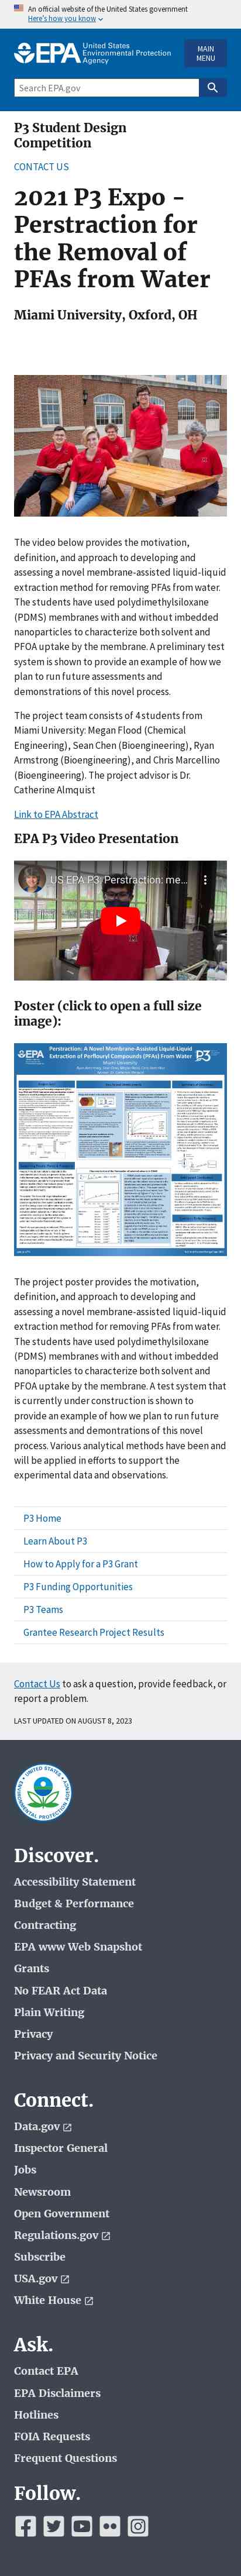 An official website of the United States government
Here's how you know
EPA United States
Environmental Protection
Agency
MAIN
MENU
Search EPA.gov
P3 Student Design
Competition
CONTACT US
2021 P3 Expo -
Perstraction for
the Removal of
PFAs from Water
Miami University, Oxford, OH
The video below provides the motivation,
definition, and approach to developing and
assessing a novel membrane-assisted liquid-liquid
extraction method for removing PFAs from water.
The students have used polydimethylsiloxane
(PDMS) membranes with and without imbedded
water particles to characterize both solvent and
PFOA uptake by the membrane. A preliminary test
system is provided as an example of how we plan
to run future assessments and
demonstrations of this novel process.
The project team consists of 4 students from
Miami University: Megan Flood (Chemical
Engineering), Sean Chen (Bioengineering), Ryan
Armstrong (Bioengineering), and Chris Marcellino
(Bioengineering). The project advisor is Dr.
Catherine Almquist
Link to EPA Abstract
EPA P3 Video Presentation
US EPA P3. Perstraction: me...
Poster (click to open a full size
image):
Perstraction: A Novel Membrane-Assisted Liquid-Liquid
Extraction of Perflouryl Compounds (PFAs) From Water
EPA
P3
The project poster provides the motivation,
definition, and approach to developing and
assessing a novel membrane-assisted liquid-liquid
extraction method for removing PFAs from water.
The students have used polydimethylsiloxane
(PDMS) membranes with and without imbedded
water particles to characterize both solvent and
PFOA uptake by the membrane. A test system that
is currently under construction is shown to
provide an example of how we plan to run future
assessment and demonstrations of this novel
process. Various analytical methods have been and
will be applied in efforts to support the
experimental data and observations.
P3 Home
Learn About P3
How to Apply for a P3 Grant
P3 Funding Opportunities
P3 Teams
Grantee Research Project Results
Contact Us to ask a question, provide feedback, or
report a problem.
LAST UPDATED ON AUGUST 8, 2023
Discover.
Accessibility Statement
Budget & Performance
Contracting
EPA www Web Snapshot
Grants
No FEAR Act Data
Plain Writing
Privacy
Privacy and Security Notice
Connect.
Data.gov
Inspector General
Jobs
Newsroom
Open Government
Regulations.gov
Subscribe
USA.gov
White House
Ask.
Contact EPA
EPA Disclaimers
Hotlines
FOIA Requests
Frequent Questions
Follow.